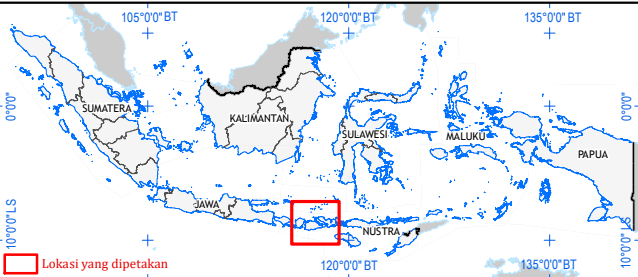 105°0'0"BT 120°0'0"BT 135°0'0"BT
0°0'0" 0°0'0"
SUMATERA
KALIMANTAN
SULAWESI
MALUKU
PAPUA
JAWA
NUSTRA
10°0'0"LS 10°0'0"LS
Lokasi yang dipetakan
120°0'0"BT 135°0'0"BT